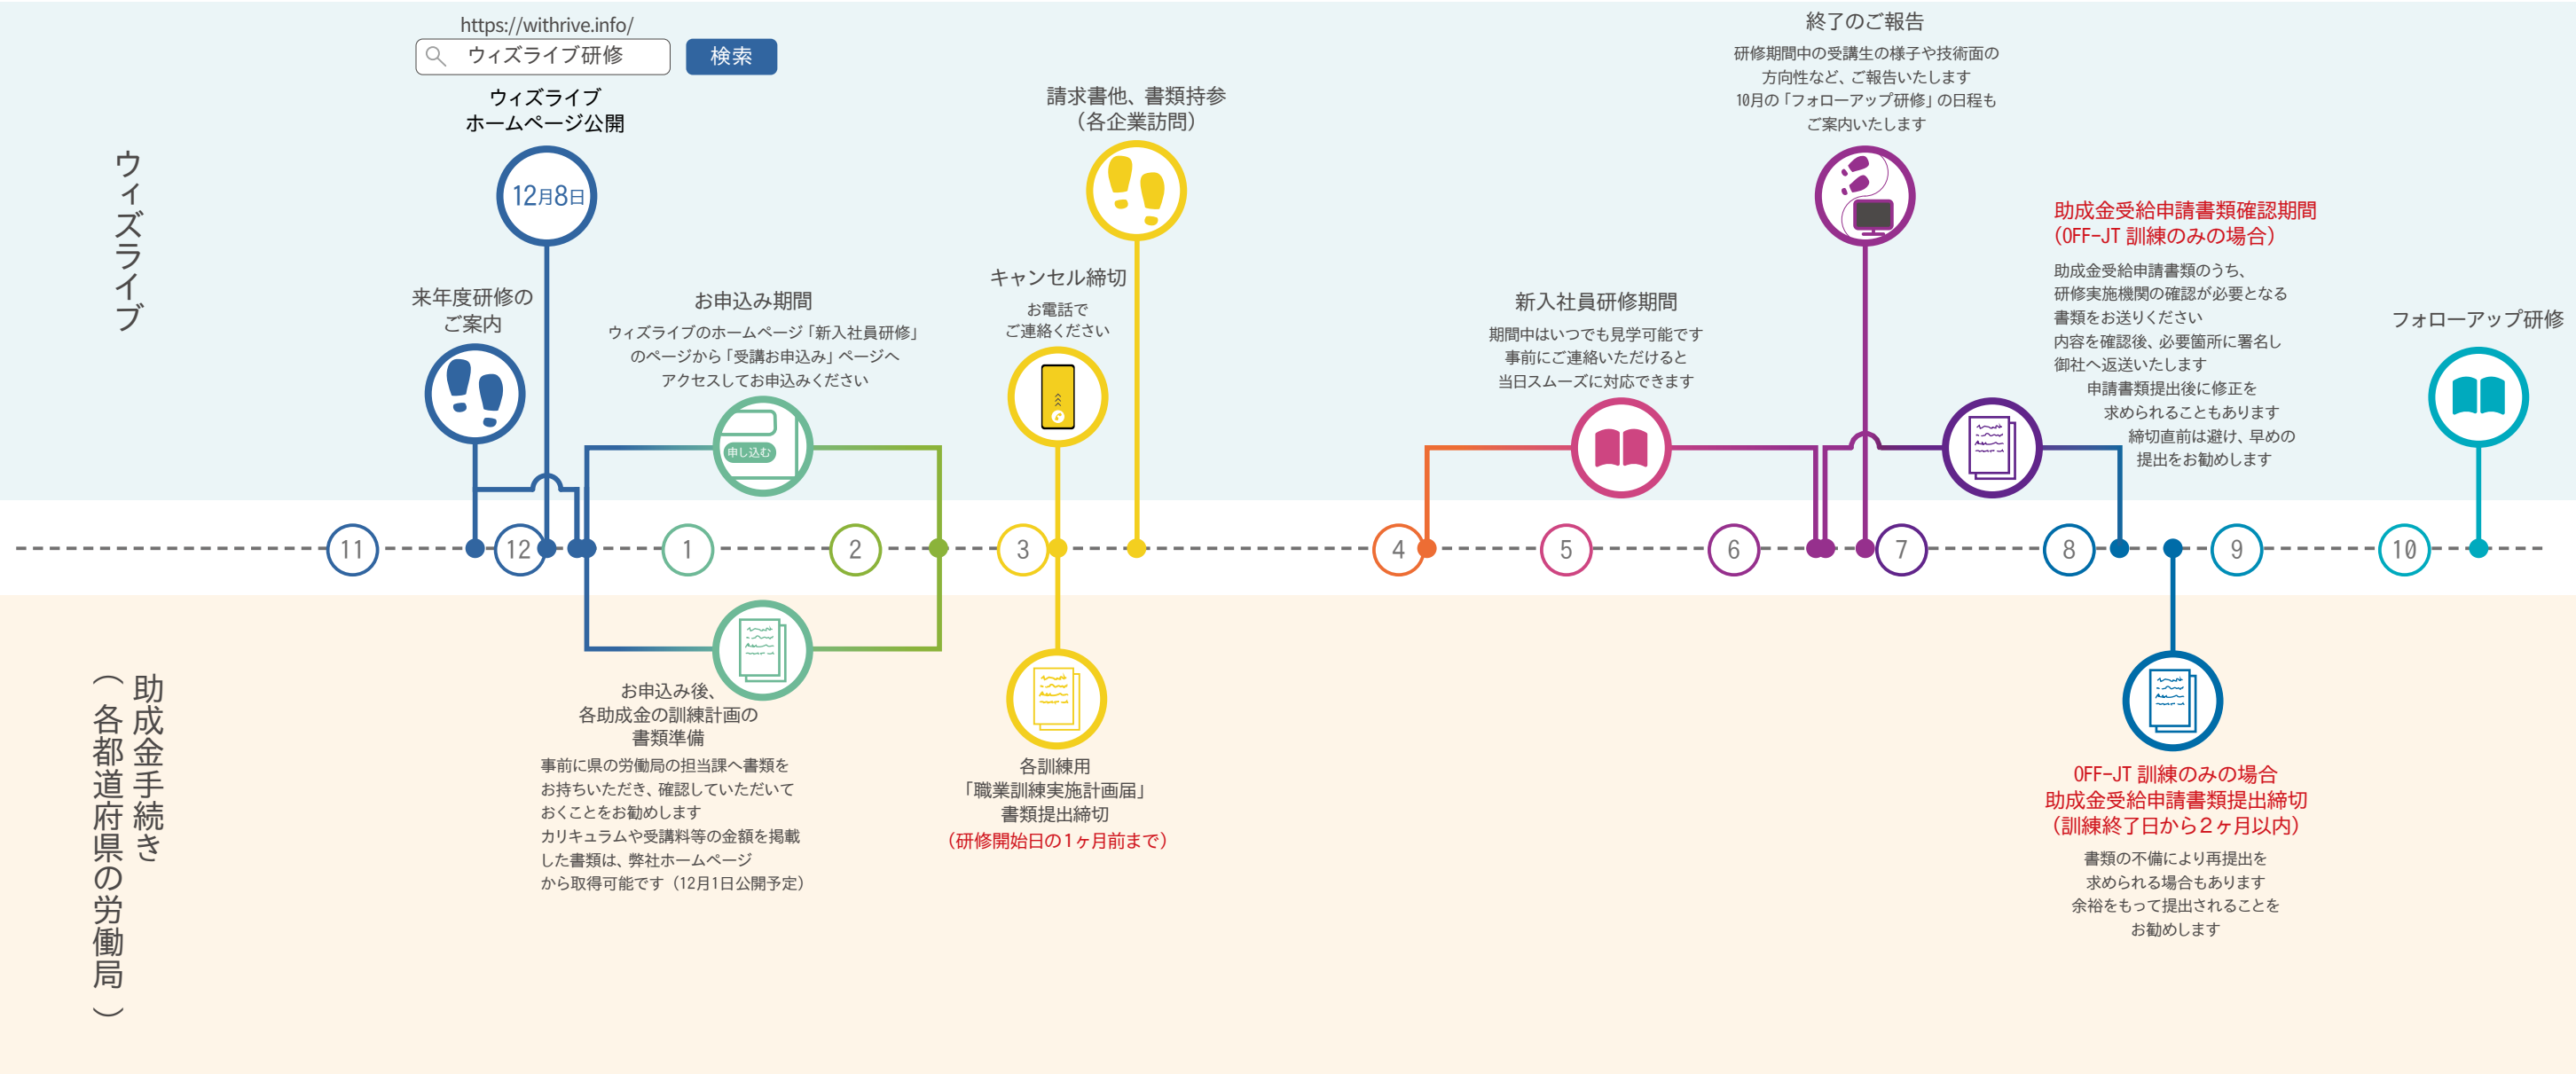 https://withrive.info/
ウィズライブ研修
検索
ウィズライブ
ホームページ公開
12月8日
ウィズライブ
来年度研修の
ご案内
お申込み期間
ウィズライブのホームページ「新入社員研修」
のページから「受講お申込み」ページへ
アクセスしてお申込みください
申し込む
請求書他、書類持参
（各企業訪問）
キャンセル締切
お電話で
ご連絡ください
新入社員研修期間
期間中はいつでも見学可能です
事前にご連絡いただけると
当日スムーズに対応できます
終了のご報告
研修期間中の受講生の様子や技術面の
方向性など、ご報告いたします
10月の「フォローアップ研修」の日程も
ご案内いたします
助成金受給申請書類確認期間
（OFF-JT 訓練のみの場合）
助成金受給申請書類のうち、
研修実施機関の確認が必要となる
書類をお送りください
内容を確認後、必要箇所に署名し
御社へ返送いたします
申請書類提出後に修正を
求められることもあります
締切直前は避け、早めの
提出をお勧めします
フォローアップ研修
11
12
1
2
3
4
5
6
7
8
9
10
助成金手続き
（各都道府県の労働局）
お申込み後、
各助成金の訓練計画の
書類準備
事前に県の労働局の担当課へ書類を
お持ちいただき、確認していただいて
おくことをお勧めします
カリキュラムや受講料等の金額を掲載
した書類は、弊社ホームページ
から取得可能です（12月1日公開予定）
各訓練用
「職業訓練実施計画届」
書類提出締切
（研修開始日の１ヶ月前まで）
OFF-JT 訓練のみの場合
助成金受給申請書類提出締切
（訓練終了日から２ヶ月以内）
書類の不備により再提出を
求められる場合もあります
余裕をもって提出されることを
お勧めします